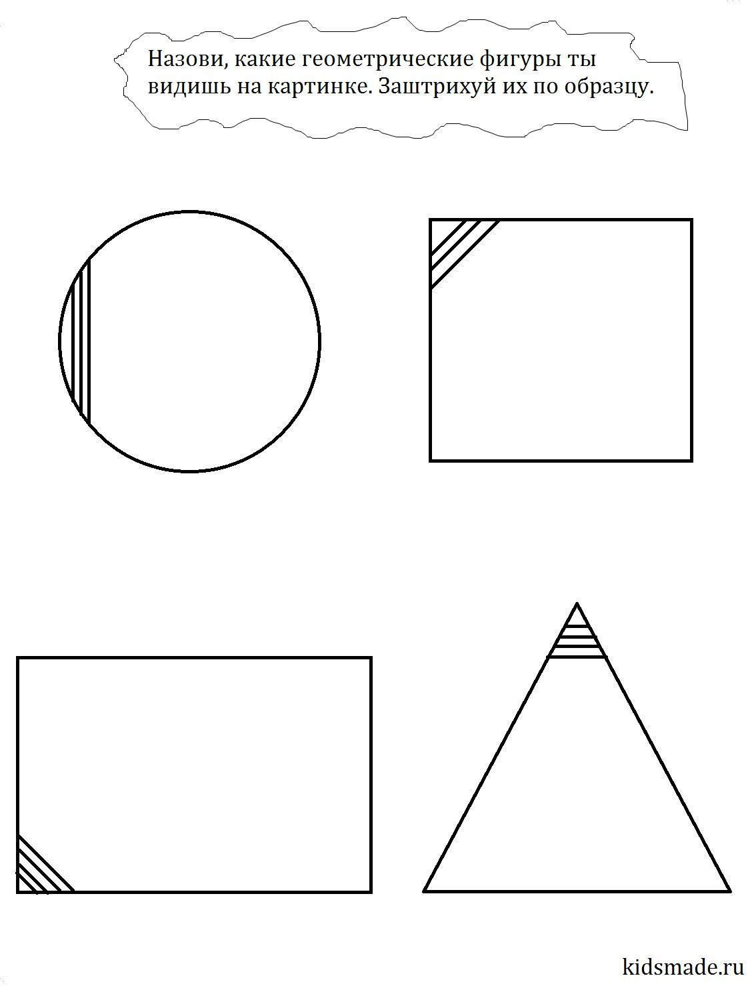 Назови, какие геометрические фигуры ты
видишь на картинке. Заштрихуй их по образцу.
kidsmade.ru